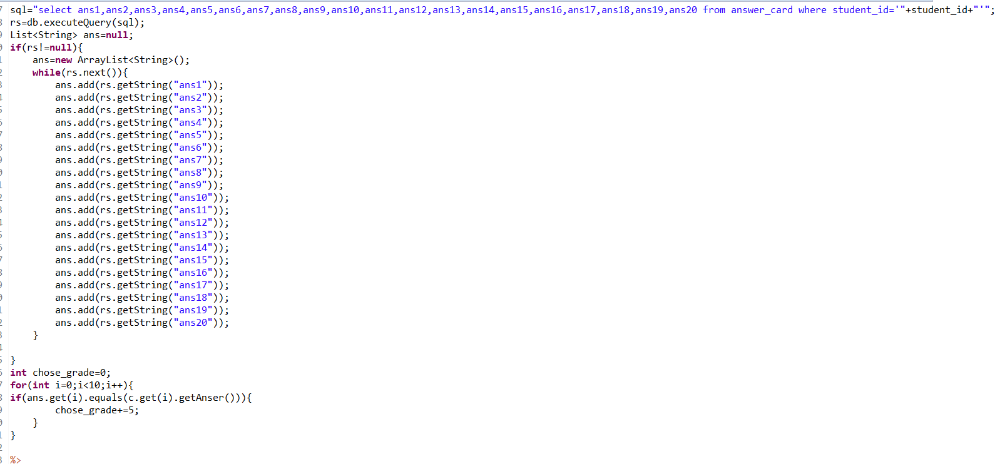 sql="select ans1,ans2,ans3,ans4,ans5,ans6,ans7,ans8,ans9,ans10,ans11,ans12,ans13,ans14,ans15,ans16,ans17,ans18,ans19,ans20 from answer_card where student_id='"+student_id+"'";
rs=db.executeQuery(sql);
List<String> ans=null;
if(rs!=null){
    ans=new ArrayList<String>();
    while(rs.next()){
        ans.add(rs.getString("ans1"));
        ans.add(rs.getString("ans2"));
        ans.add(rs.getString("ans3"));
        ans.add(rs.getString("ans4"));
        ans.add(rs.getString("ans5"));
        ans.add(rs.getString("ans6"));
        ans.add(rs.getString("ans7"));
        ans.add(rs.getString("ans8"));
        ans.add(rs.getString("ans9"));
        ans.add(rs.getString("ans10"));
        ans.add(rs.getString("ans11"));
        ans.add(rs.getString("ans12"));
        ans.add(rs.getString("ans13"));
        ans.add(rs.getString("ans14"));
        ans.add(rs.getString("ans15"));
        ans.add(rs.getString("ans16"));
        ans.add(rs.getString("ans17"));
        ans.add(rs.getString("ans18"));
        ans.add(rs.getString("ans19"));
        ans.add(rs.getString("ans20"));
    }
}
int chose_grade=0;
for(int i=0;i<10;i++){
if(ans.get(i).equals(c.get(i).getAnser())){
        chose_grade+=5;
    }
}
%>